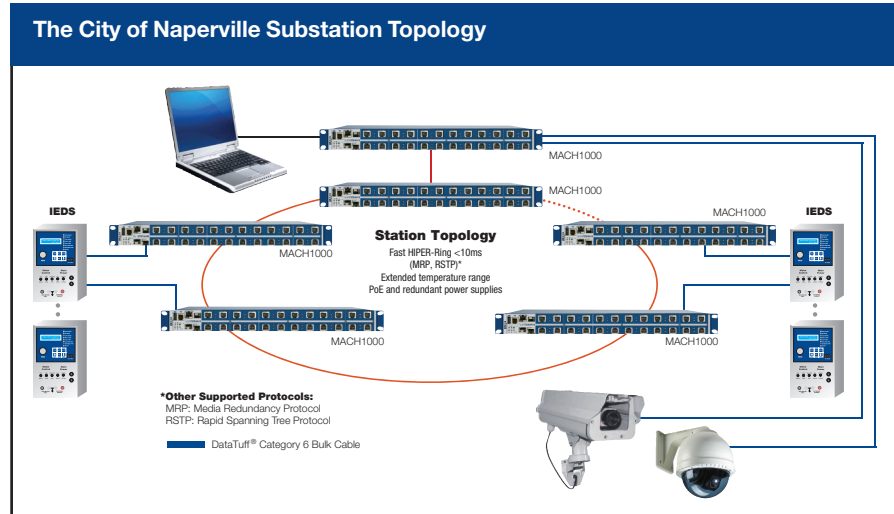 The City of Naperville Substation Topology
MACH1000
MACH1000
IEDS
MACH1000
IEDS
MACH1000
Station Topology
Fast HIPER-Ring <10ms
(MRP, RSTP)*
Extended temperature range
PoE and redundant power supplies
MACH1000
MACH1000
*Other Supported Protocols:
MRP: Media Redundancy Protocol
RSTP: Rapid Spanning Tree Protocol
DataTuff® Category 6 Bulk Cable